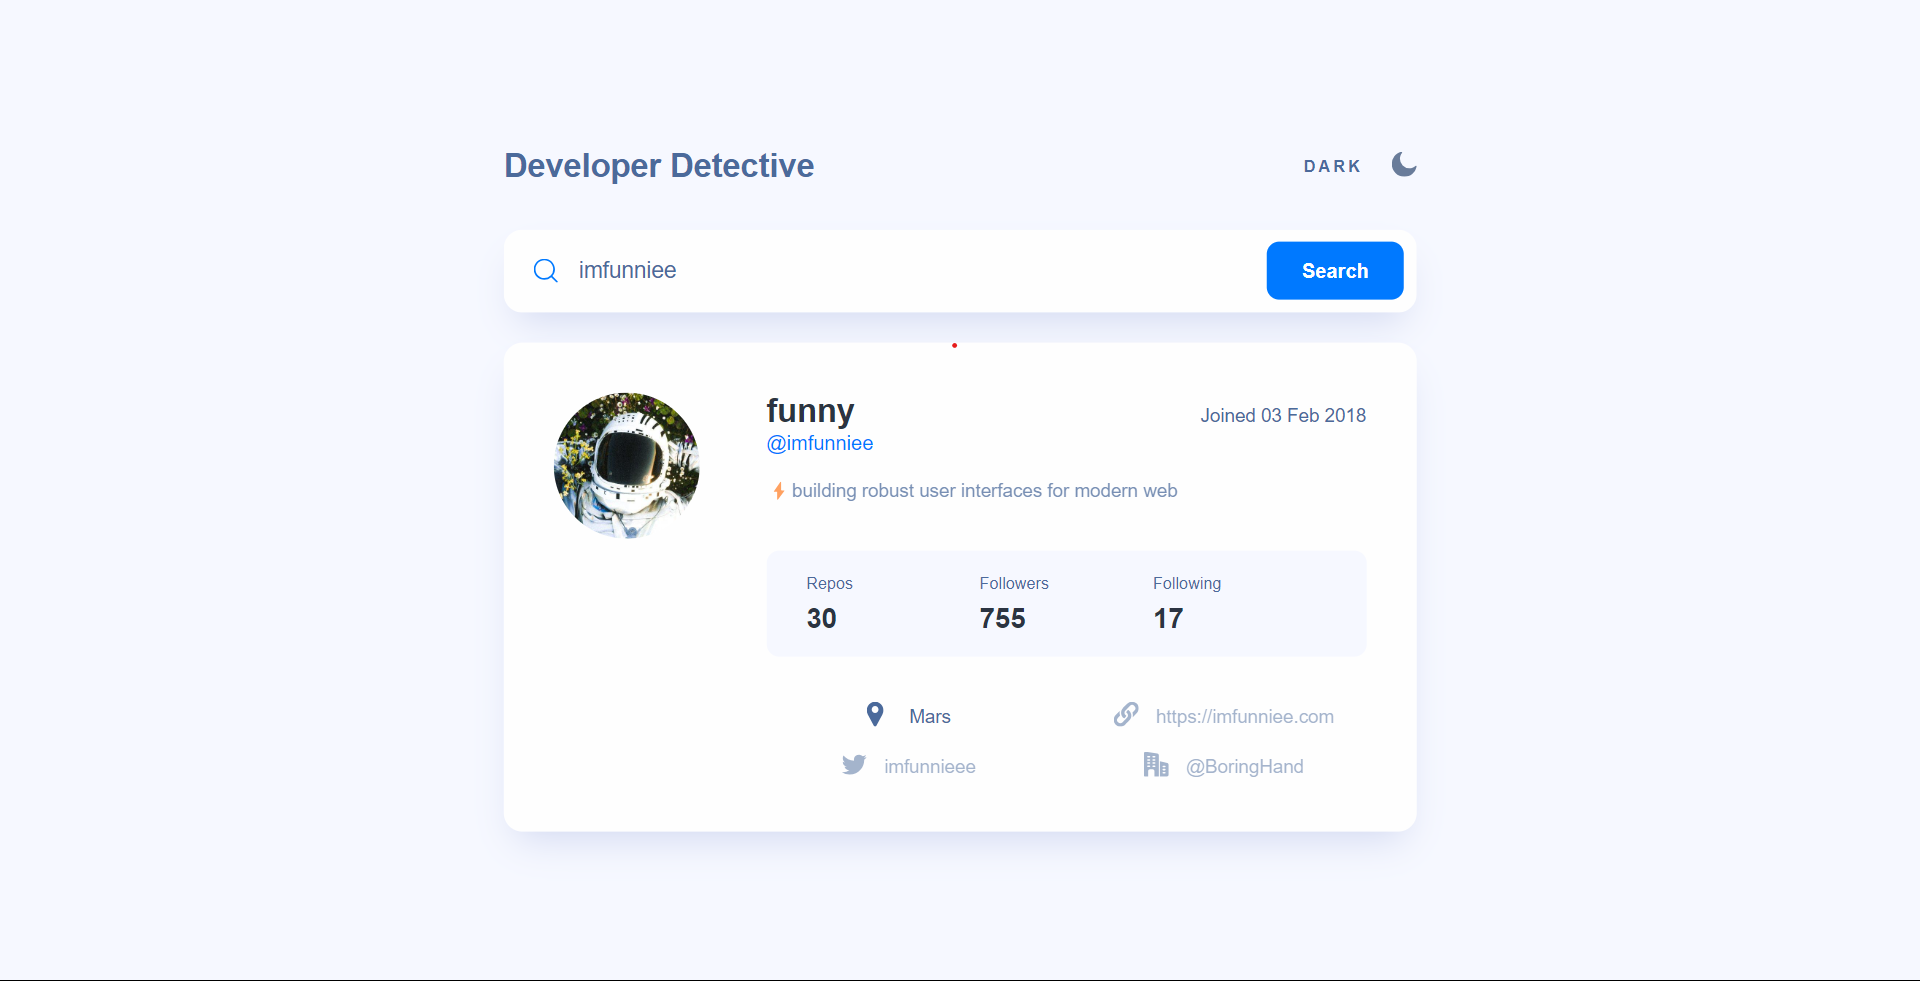 Developer Detective
DARK
imfunniee
Search
funny
Joined 03 Feb 2018
@imfunniee
building robust user interfaces for modern web
Repos
Followers
Following
30
755
17
Mars
https://imfunniee.com
imfunnieee
@BoringHand